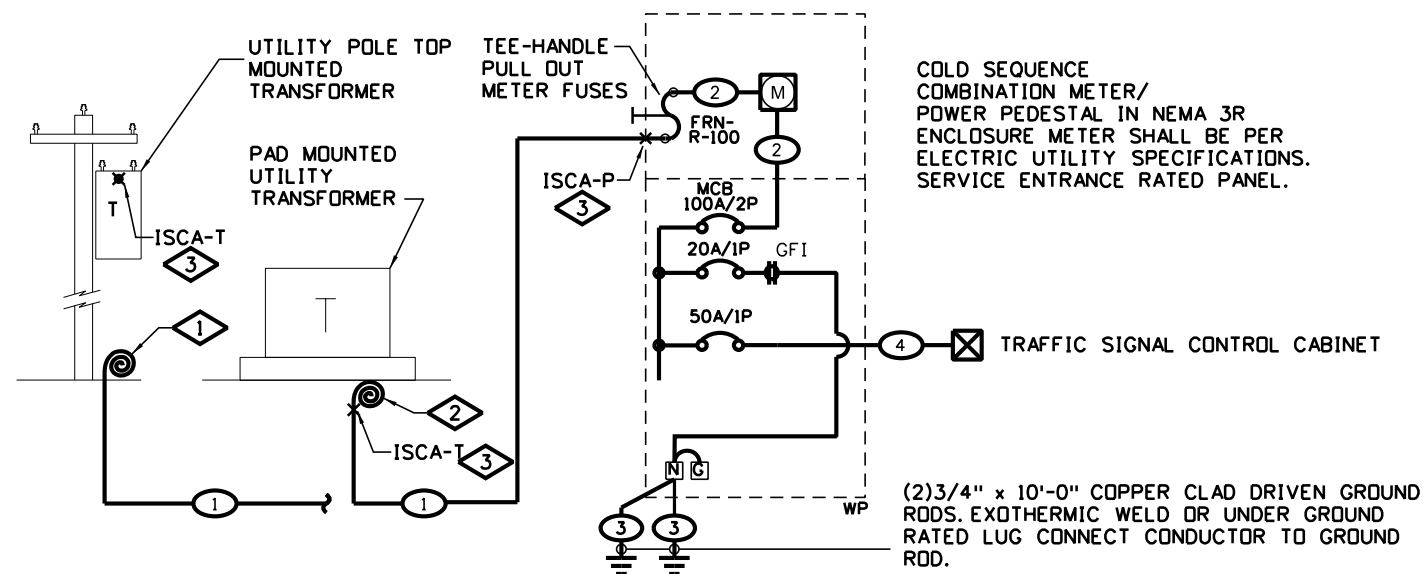 UTILITY POLE TOP
MOUNTED
TRANSFORMER
TEE-HANDLE
PULL OUT
METER FUSES
2
M
FRN-
R-100
2
COLD SEQUENCE
COMBINATION METER/
POWER PEDESTAL IN NEMA 3R
ENCLOSURE METER SHALL BE PER
ELECTRIC UTILITY SPECIFICATIONS.
SERVICE ENTRANCE RATED PANEL.
PAD MOUNTED
UTILITY
TRANSFORMER
T
ISCA-T
3
ISCA-P
3
MCB
100A/2P
20A/1P
GFI
T
1
50A/1P
4
TRAFFIC SIGNAL CONTROL CABINET
2
ISCA-T
3
N
G
1
1
WP
3
3
(2)3/4" x 10'-0" COPPER CLAD DRIVEN GROUND
RODS. EXOTHERMIC WELD OR UNDER GROUND
RATED LUG CONNECT CONDUCTOR TO GROUND
ROD.